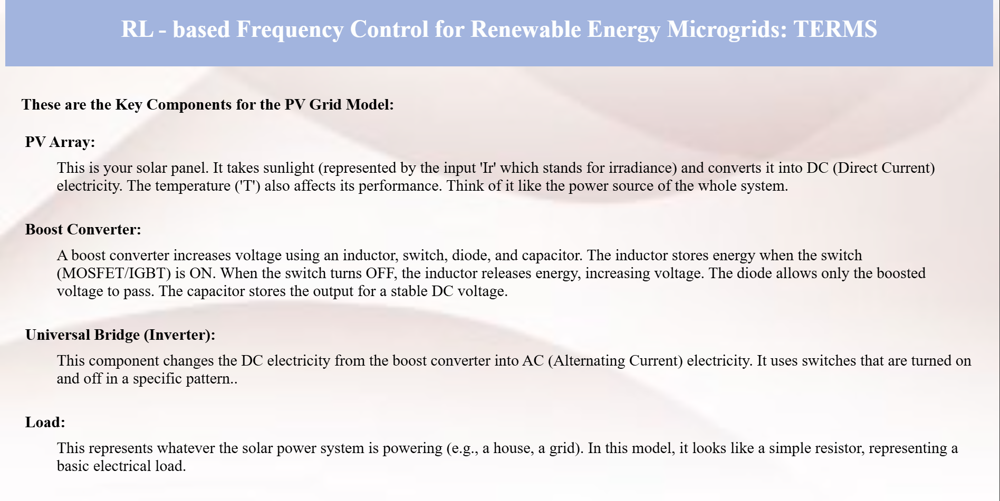 RL - based Frequency Control for Renewable Energy Microgrids: TERMS
These are the Key Components for the PV Grid Model:
PV Array:
This is your solar panel. It takes sunlight (represented by the input 'Ir' which stands for irradiance) and converts it into DC (Direct Current)
electricity. The temperature ('T') also affects its performance. Think of it like the power source of the whole system.
Boost Converter:
A boost converter increases voltage using an inductor, switch, diode, and capacitor. The inductor stores energy when the switch
(MOSFET/IGBT) is ON. When the switch turns OFF, the inductor releases energy, increasing voltage. The diode allows only the boosted
voltage to pass. The capacitor stores the output for a stable DC voltage.
Universal Bridge (Inverter):
This component changes the DC electricity from the boost converter into AC (Alternating Current) electricity. It uses switches that are turned on
and off in a specific pattern..
Load:
This represents whatever the solar power system is powering (e.g., a house, a grid). In this model, it looks like a simple resistor, representing a
basic electrical load.